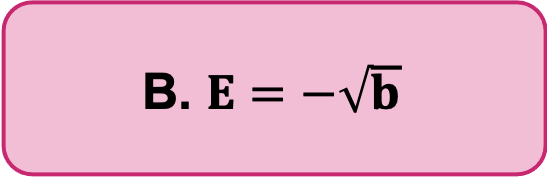 B. E = −√b